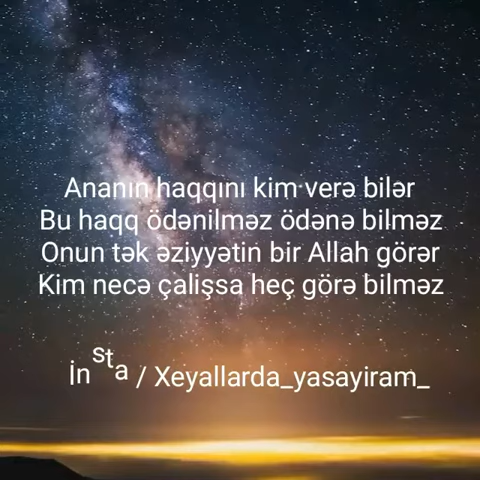 Ananın haqqını kim verə bilər
Bu haqq ödənilməz ödənə bilməz
Onun tək əziyyətin bir Allah görər
Kim necə çalişsa heç görə bilməz
İnsta / Xeyallarda_yasayiram_